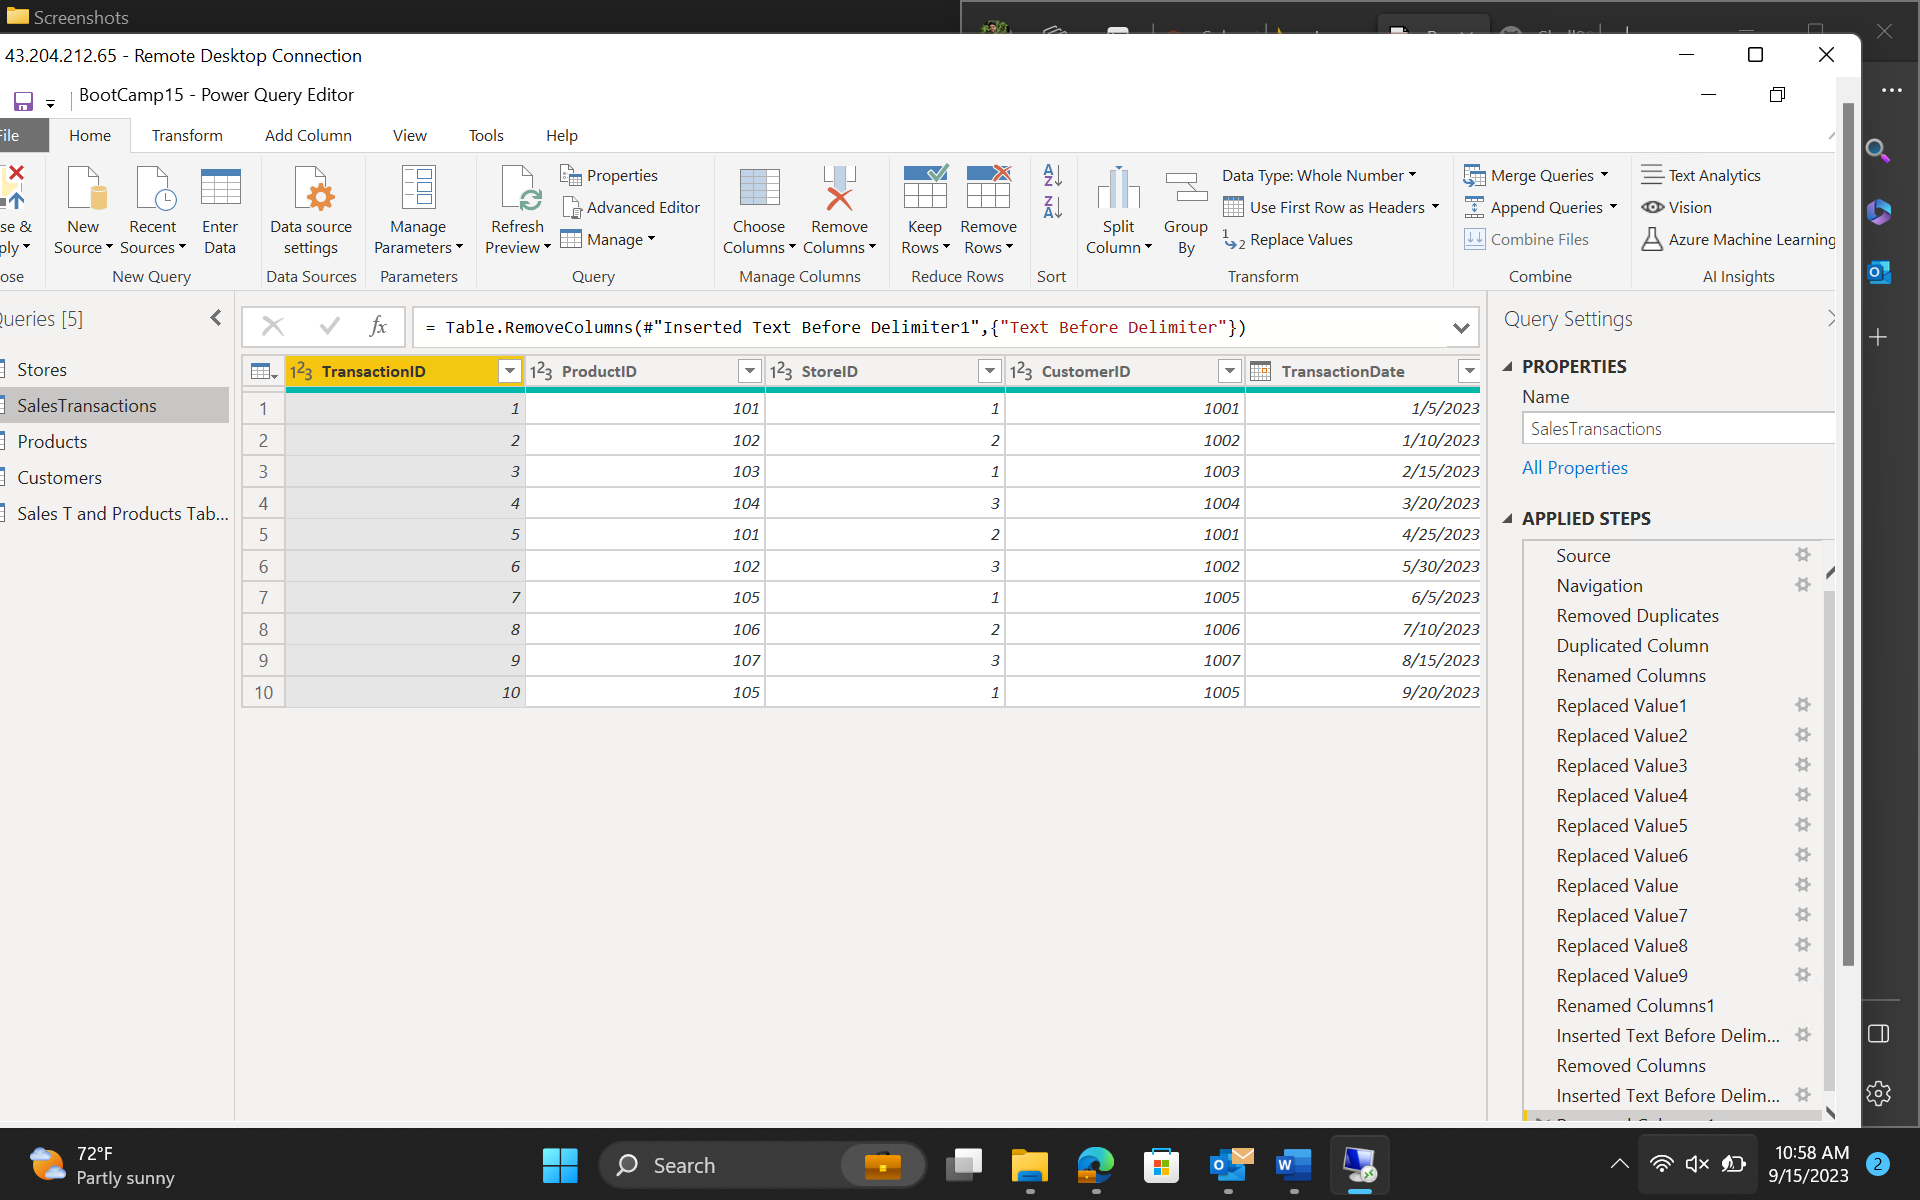 Screenshots
43.204.212.65 - Remote Desktop Connection
BootCamp15 - Power Query Editor
File Home Transform Add Column View Tools Help
New Source
Recent Sources
Enter Data
New Query
Data source settings
Data Sources
Manage Parameters
Parameters
Refresh Preview
Properties
Advanced Editor
Manage
Query
Choose Columns
Remove Columns
Manage Columns
Keep Rows
Remove Rows
Reduce Rows
A Z
Z A
Sort
Split Column
Group By
Data Type: Whole Number
Use First Row as Headers
1 2 Replace Values
Transform
Merge Queries
Append Queries
Combine Files
Combine
Text Analytics
Vision
Azure Machine Learning
AI Insights
Queries [5]
Stores
SalesTransactions
Products
Customers
Sales T and Products Tab...
fx
= Table.RemoveColumns(#"Inserted Text Before Delimiter1",{"Text Before Delimiter"})
123 TransactionID 123 ProductID 123 StoreID 123 CustomerID TransactionDate
1 1 101 1 1001 1/5/2023
2 2 102 2 1002 1/10/2023
3 3 103 1 1003 2/15/2023
4 4 104 3 1004 3/20/2023
5 5 101 2 1001 4/25/2023
6 6 102 3 1002 5/30/2023
7 7 105 1 1005 6/5/2023
8 8 106 2 1006 7/10/2023
9 9 107 3 1007 8/15/2023
10 10 105 1 1005 9/20/2023
Query Settings
PROPERTIES
Name
SalesTransactions
All Properties
APPLIED STEPS
Source
Navigation
Removed Duplicates
Duplicated Column
Renamed Columns
Replaced Value1
Replaced Value2
Replaced Value3
Replaced Value4
Replaced Value5
Replaced Value6
Replaced Value
Replaced Value7
Replaced Value8
Replaced Value9
Renamed Columns1
Inserted Text Before Delim...
Removed Columns
Inserted Text Before Delim...
72°F
Partly sunny
Search
10:58 AM
9/15/2023
2